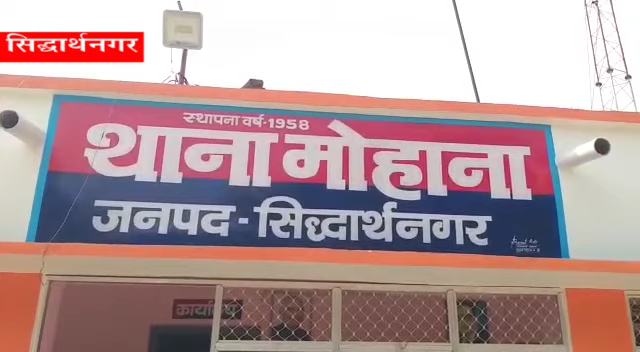 सिद्धार्थनगर
स्थापना वर्ष-1958
थाना मोहाना
जनपद - सिद्धार्थनगर